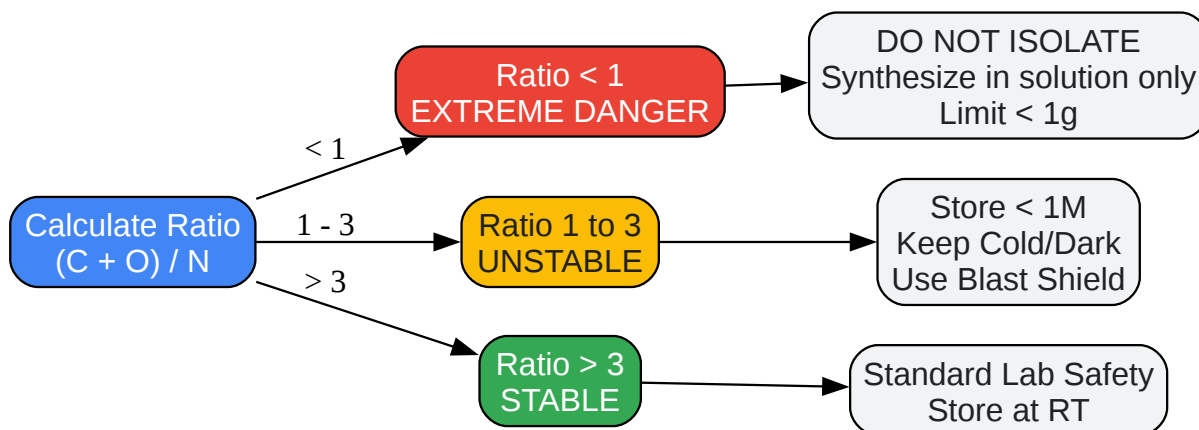 Calculate Ratio
(C + O) / N
< 1
1 - 3
> 3
Ratio < 1
EXTREME DANGER
DO NOT ISOLATE
Synthesize in solution only
Limit < 1g
Ratio 1 to 3
UNSTABLE
Store < 1M
Keep Cold/Dark
Use Blast Shield
Ratio > 3
STABLE
Standard Lab Safety
Store at RT